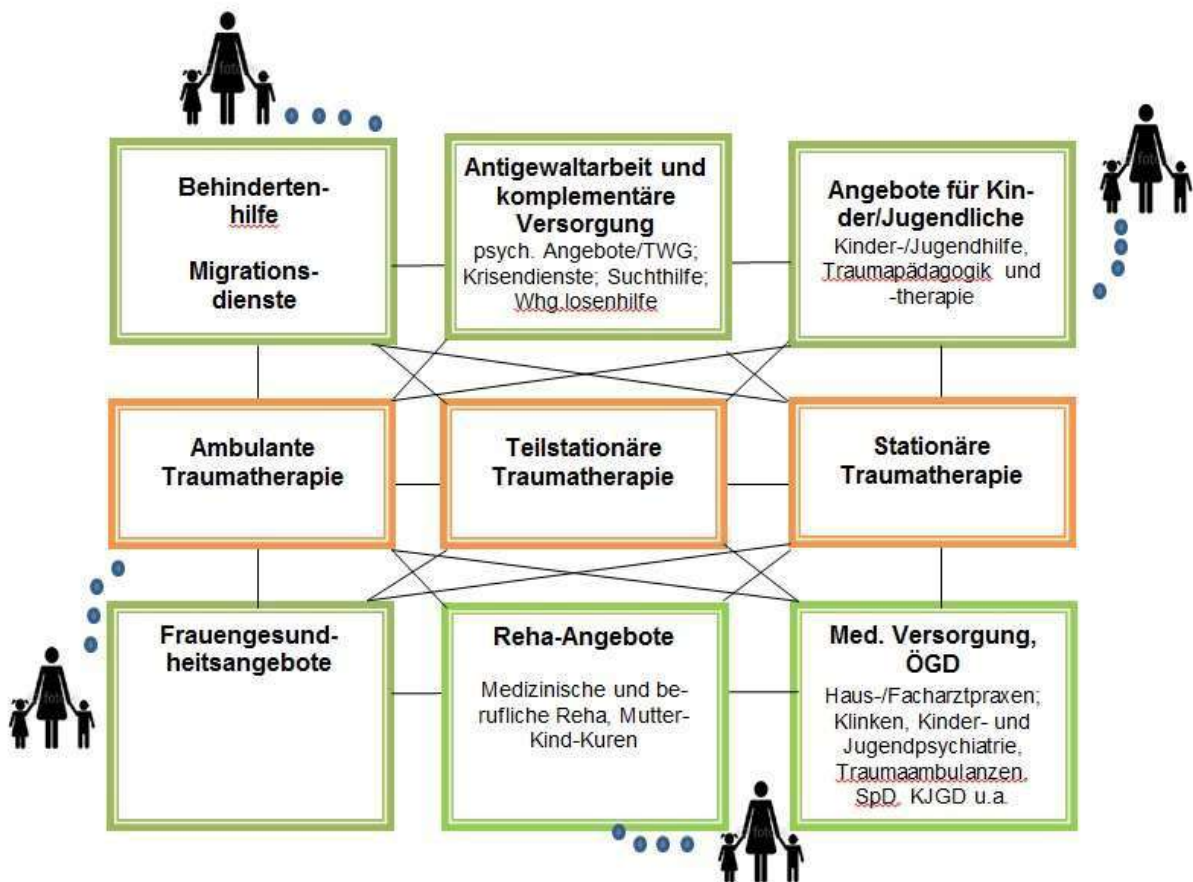 Behinderten-
hilfe
Migrations-
dienste
Antigewaltarbeit und
komplementäre
Versorgung
psych. Angebote/TWG;
Krisendienste; Suchthilfe;
Whg.losenhilfe
Angebote für Kin-
der/Jugendliche
Kinder-/Jugendhilfe,
Traumapädagogik und
-therapie
Ambulante
Traumatherapie
Teilstationäre
Traumatherapie
Stationäre
Traumatherapie
Frauengesund-
heitsangebote
Reha-Angebote
Medizinische und be-
rufliche Reha, Mutter-
Kind-Kuren
Med. Versorgung,
ÖGD
Haus-/Facharztpraxen;
Klinken, Kinder- und
Jugendpsychiatrie,
Traumaambulanzen,
SpD, KJGD u.a.